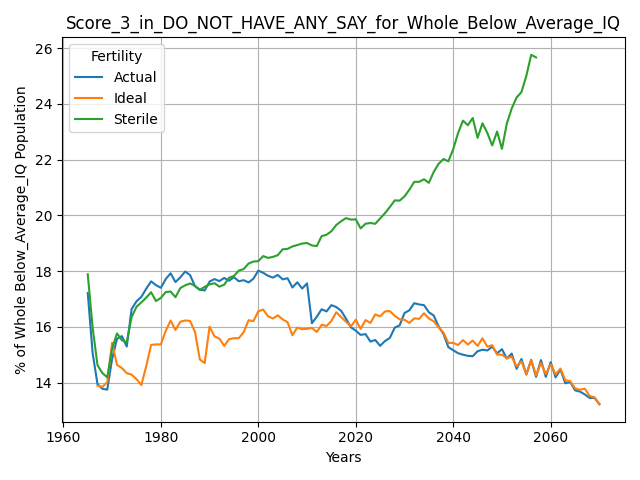 Score_3_in_DO_NOT_HAVE_ANY_SAY_for_Whole_Below_Average_IQ
Fertility
Actual
Ideal
Sterile
% of Whole Below_Average_IQ Population
26
24
22
20
18
16
14
1960
1980
2000
2020
2040
2060
Years